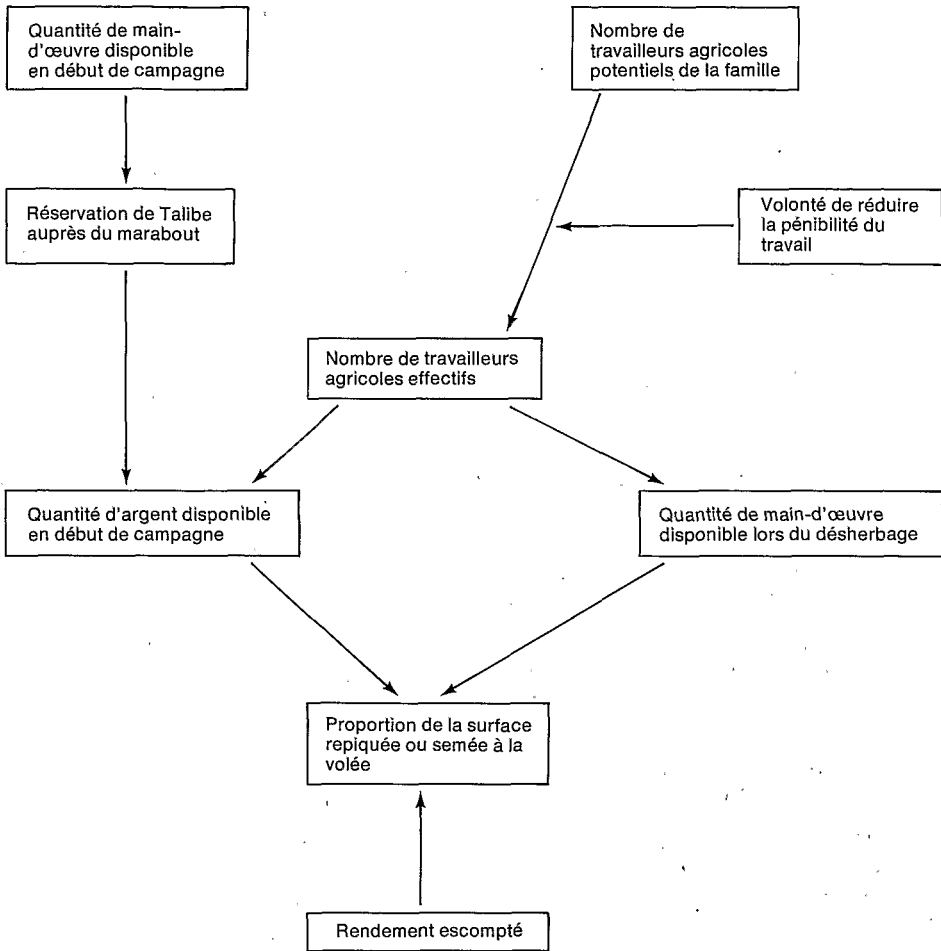 Quantité de main-
d'œuvre disponible
en début de campagne
Nombre de
travailleurs agricoles
potentiels de la famille
Réservation de Talibe
auprès du marabout
Volonté de réduire
la pénibilité du
travail
Nombre de travailleurs
agricoles effectifs
Quantité d'argent disponible
en début de campagne
Quantité de main-d'œuvre
disponible lors du désherbage
Proportion de la surface
repiquée ou semée à la
volée
Rendement escompté